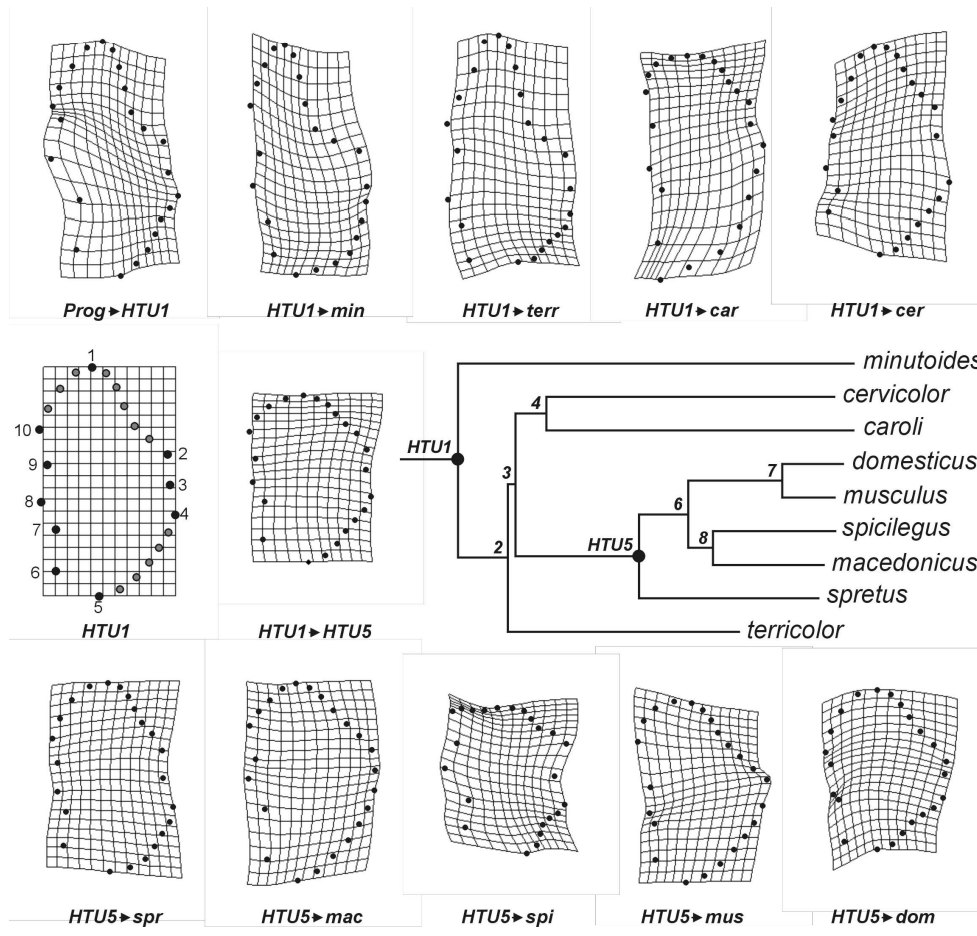 Prog▸HTU1
HTU1▸min
HTU1▸terr
HTU1▸car
HTU1▸cer
1
2
3
4
5
6
7
8
9
10
HTU1
HTU1▸HTU5
HTU1
2
3
4
HTU5
6
7
8
minutoides
cervicolor
caroli
domesticus
musculus
spicilegus
macedonicus
spretus
terricolor
HTU5▸spr
HTU5▸mac
HTU5▸spi
HTU5▸mus
HTU5▸dom